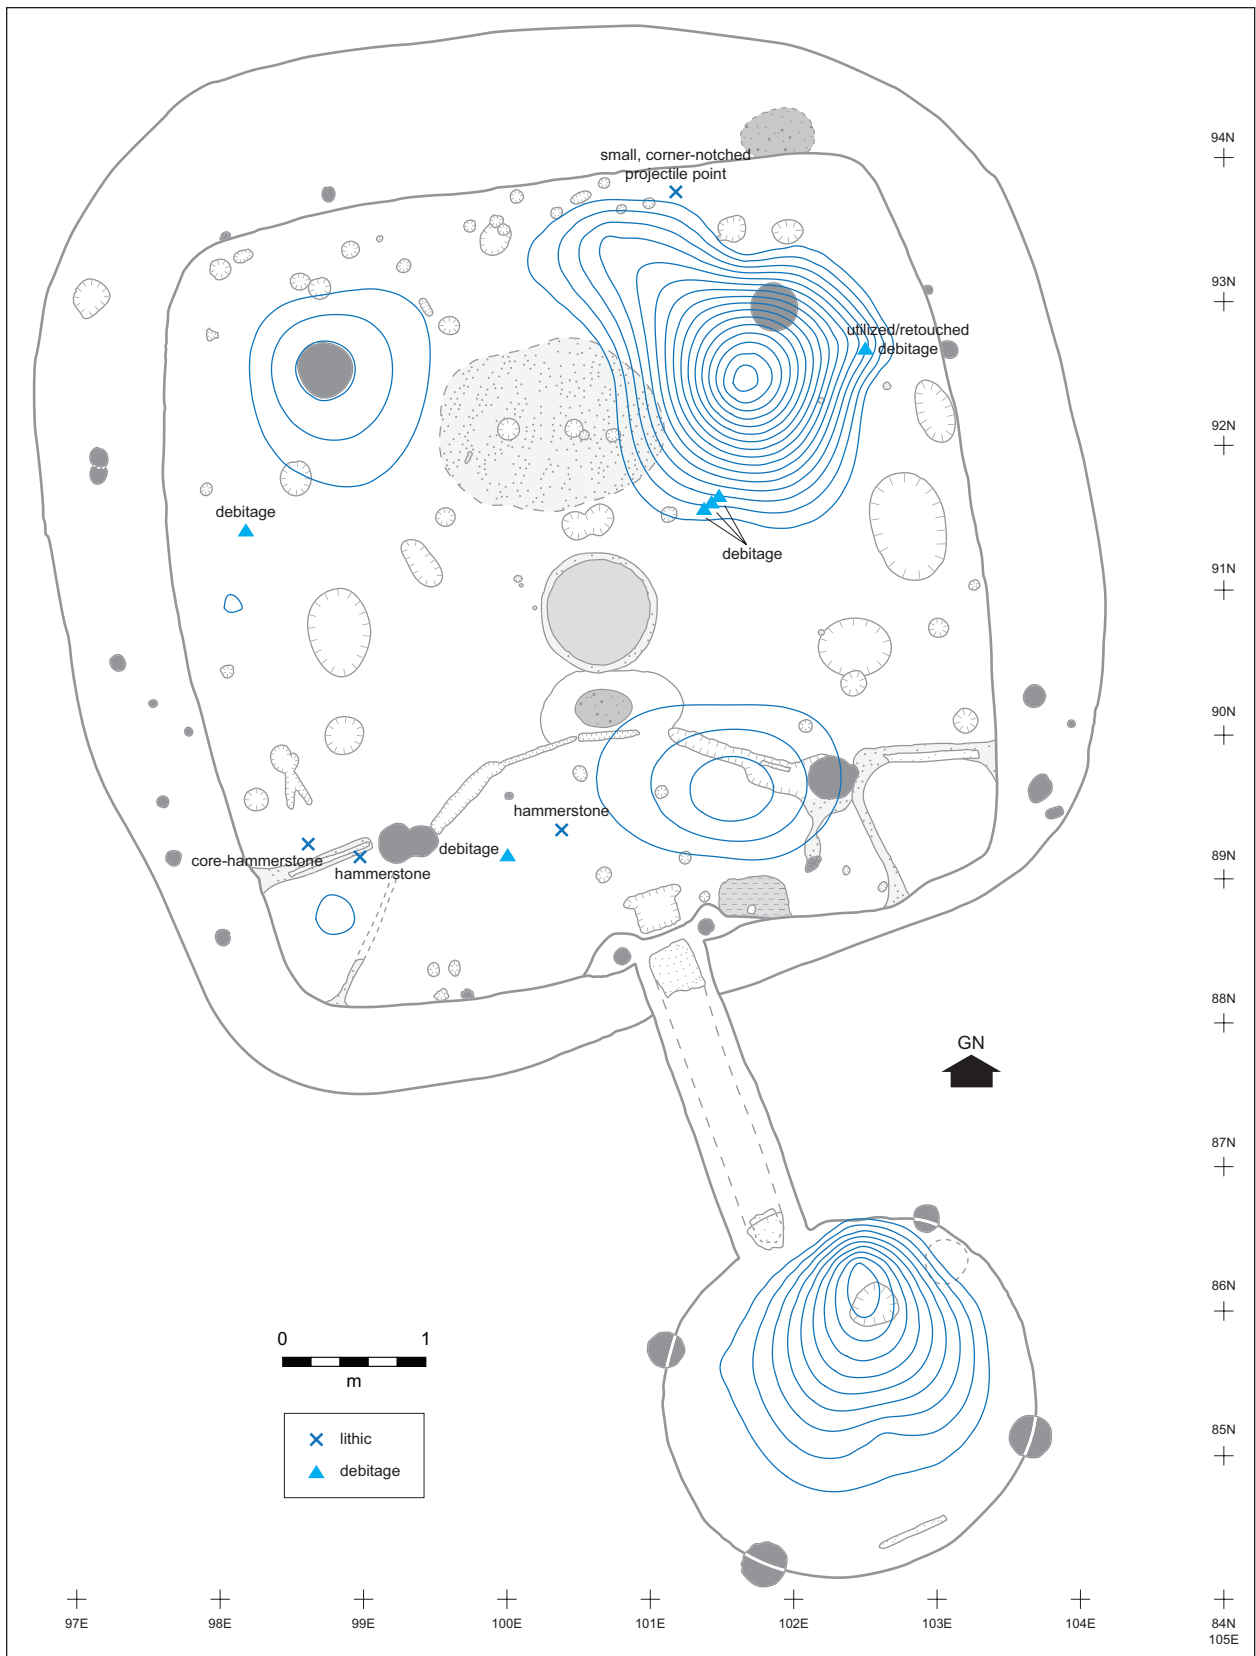 94N
small, corner-notched
projectile point
93N
utilized/retouched
debitage
92N
debitage
debitage
91N
90N
hammerstone
debitage
core-hammerstone
hammerstone
89N
88N
GN
87N
86N
0 1
m
85N
lithic
debitage
97E 98E 99E 100E 101E 102E 103E 104E 84N
105E